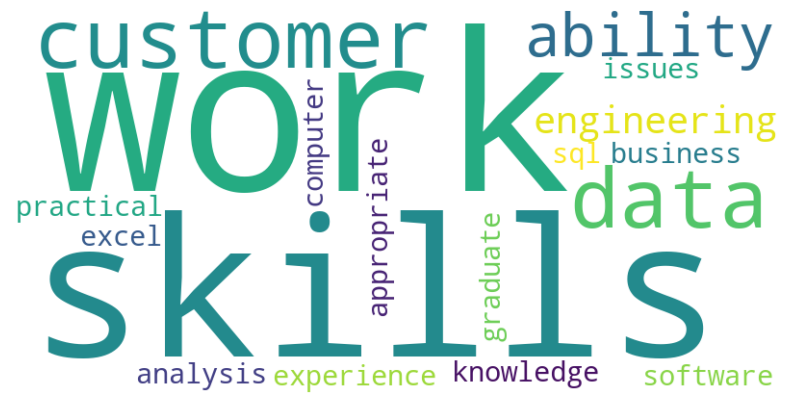 customer
ability
work
issues
computer
engineering
appropriate
sql
business
practical
data
excel
skills
graduate
analysis
experience
knowledge
software